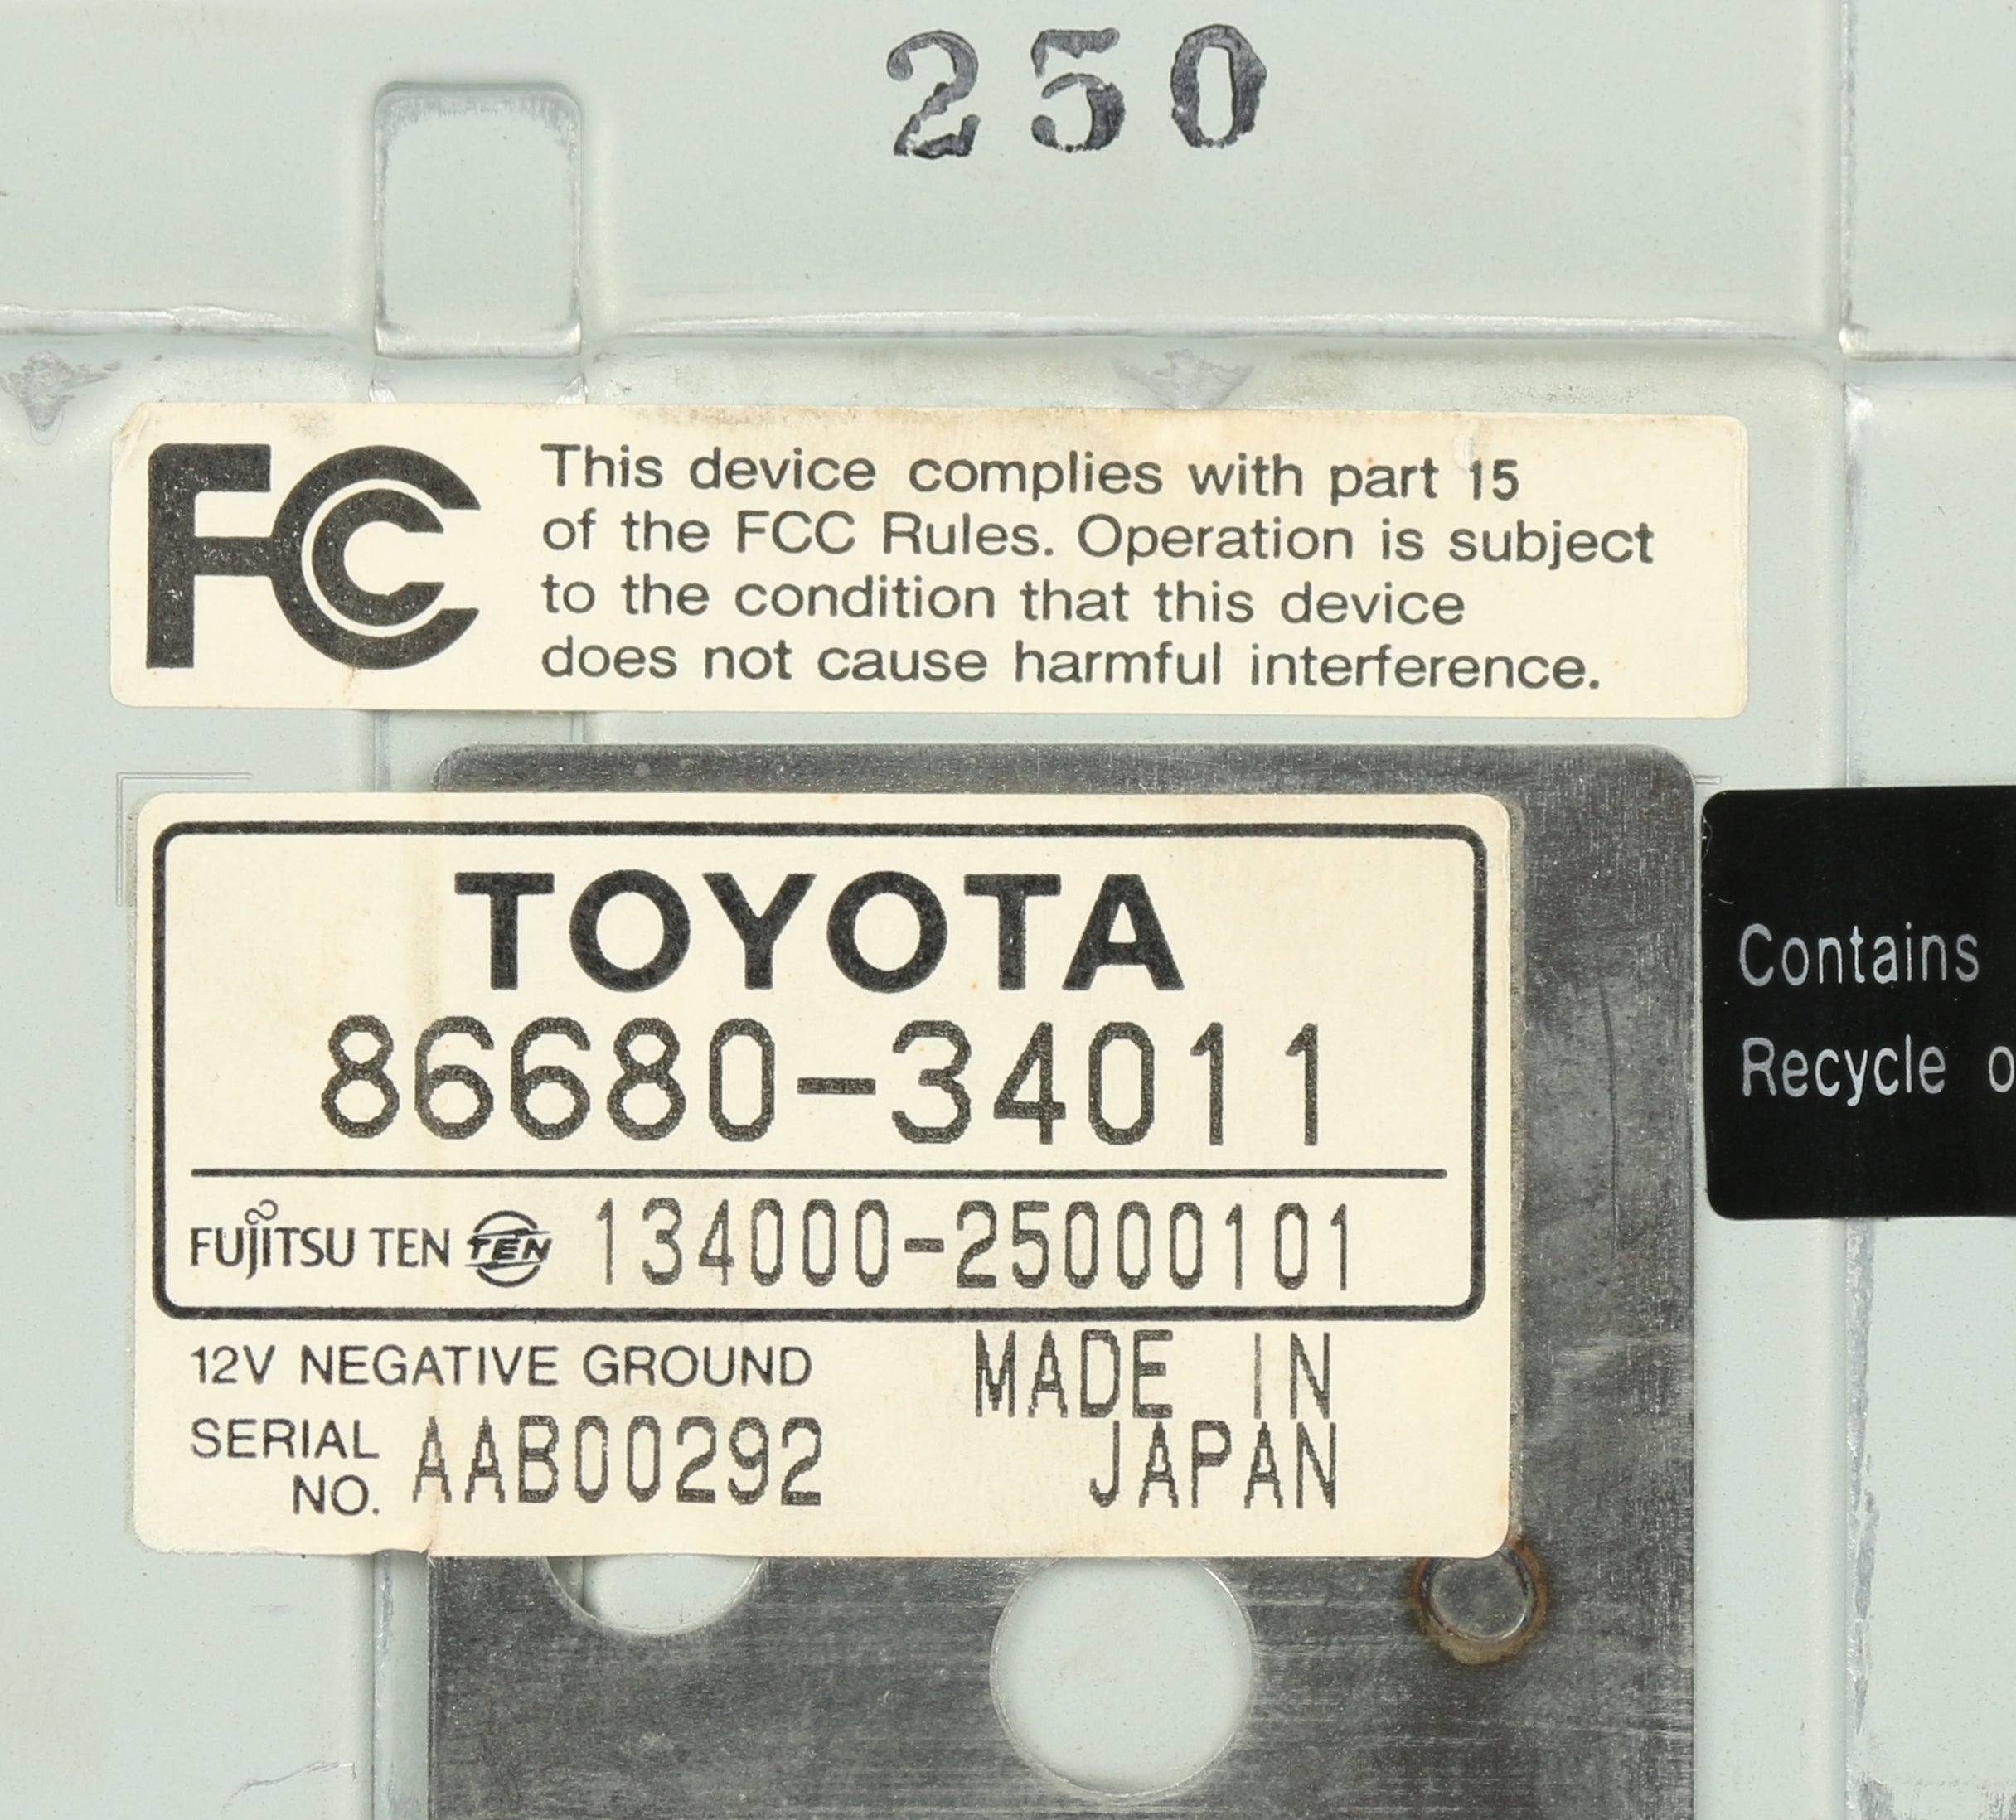 250
FCC
This device complies with part 15
of the FCC Rules. Operation is subject
to the condition that this device
does not cause harmful interference.
TOYOTA
86680-34011
FUJITSU TEN TEN 134000-25000101
12V NEGATIVE GROUND
MADE IN
JAPAN
SERIAL
NO. AAB00292
Contains
Recycle o